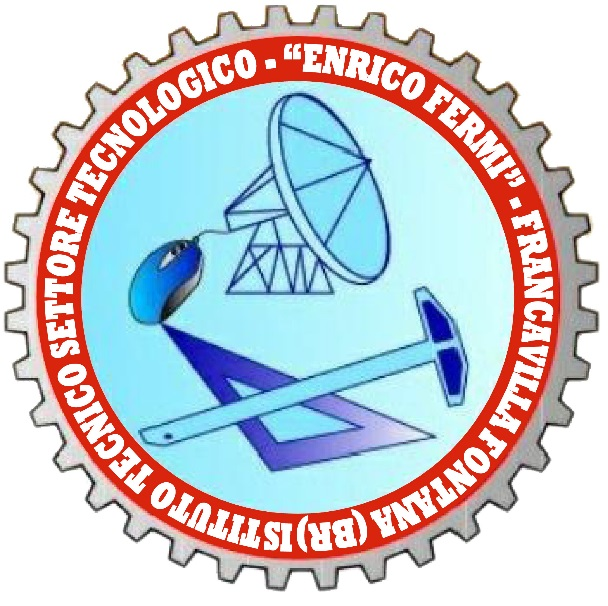 ISTITUTO TECNICO SETTORE TECNOLOGICO - “ENRICO FERMI” - FRANCAVILLA FONTANA (BR)